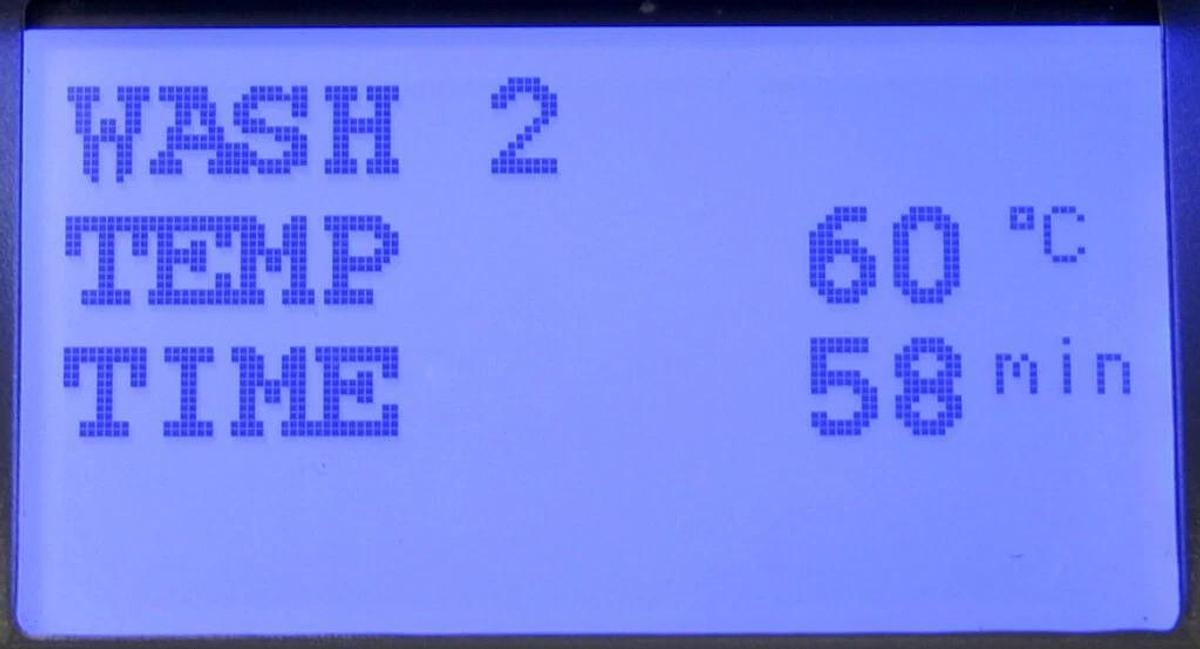 WASH 2
TEMP 60 °C
TIME 58 min